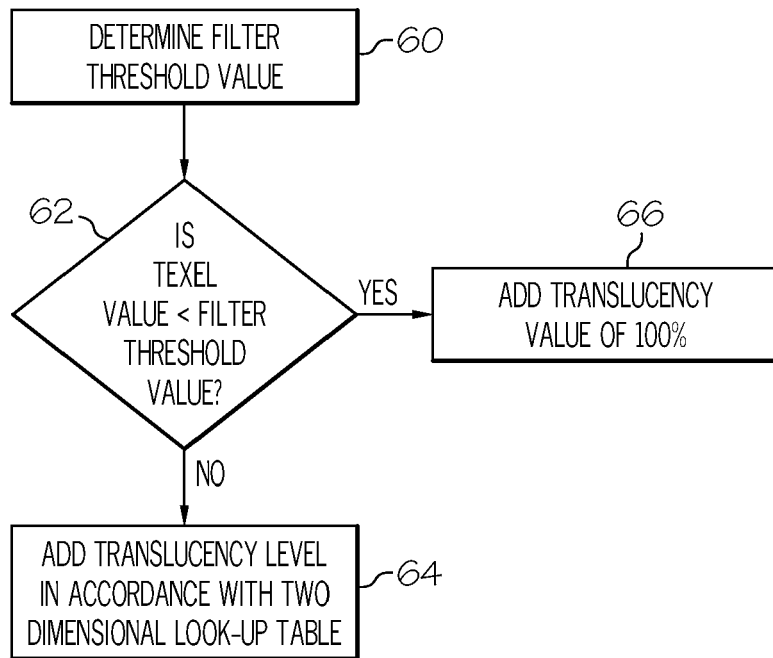 DETERMINE FILTER
THRESHOLD VALUE
60
62
IS
TEXEL
VALUE < FILTER
THRESHOLD
VALUE?
YES
66
ADD TRANSLUCENCY
VALUE OF 100%
NO
ADD TRANSLUCENCY LEVEL
IN ACCORDANCE WITH TWO
DIMENSIONAL LOOK-UP TABLE
64